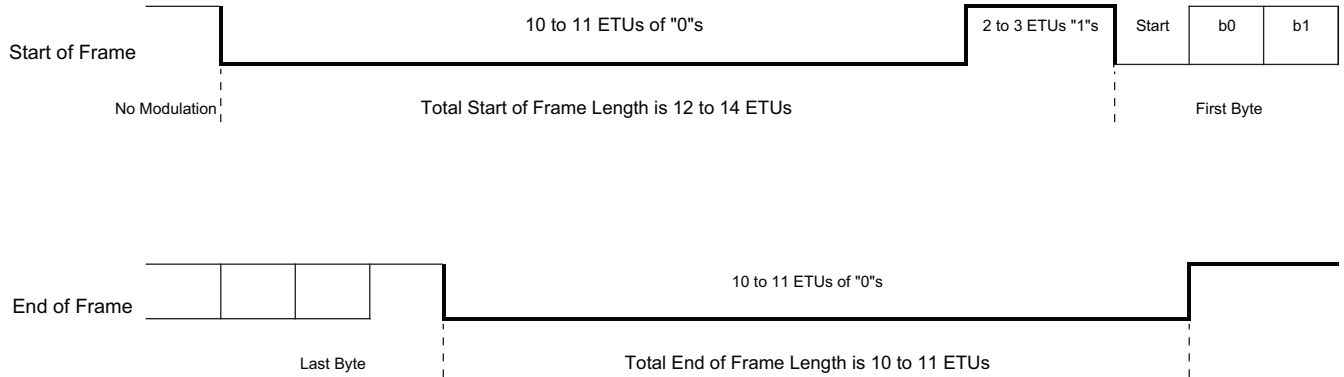 10 to 11 ETUs of "0"s
2 to 3 ETUs "1"s
Start
b0
b1
Start of Frame
No Modulation
Total Start of Frame Length is 12 to 14 ETUs
First Byte
10 to 11 ETUs of "0"s
End of Frame
Last Byte
Total End of Frame Length is 10 to 11 ETUs